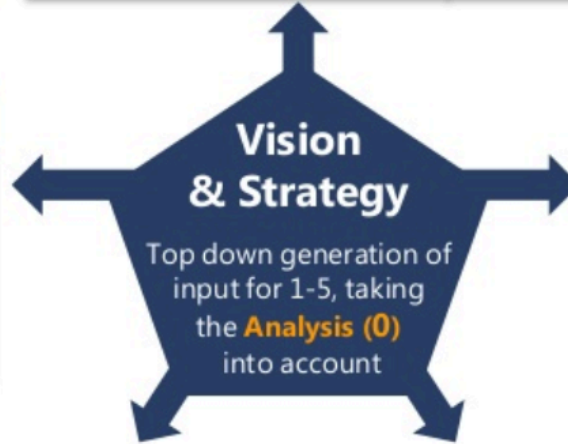 Vision
& Strategy
Top down generation of
input for 1-5, taking
the Analysis (0)
into account